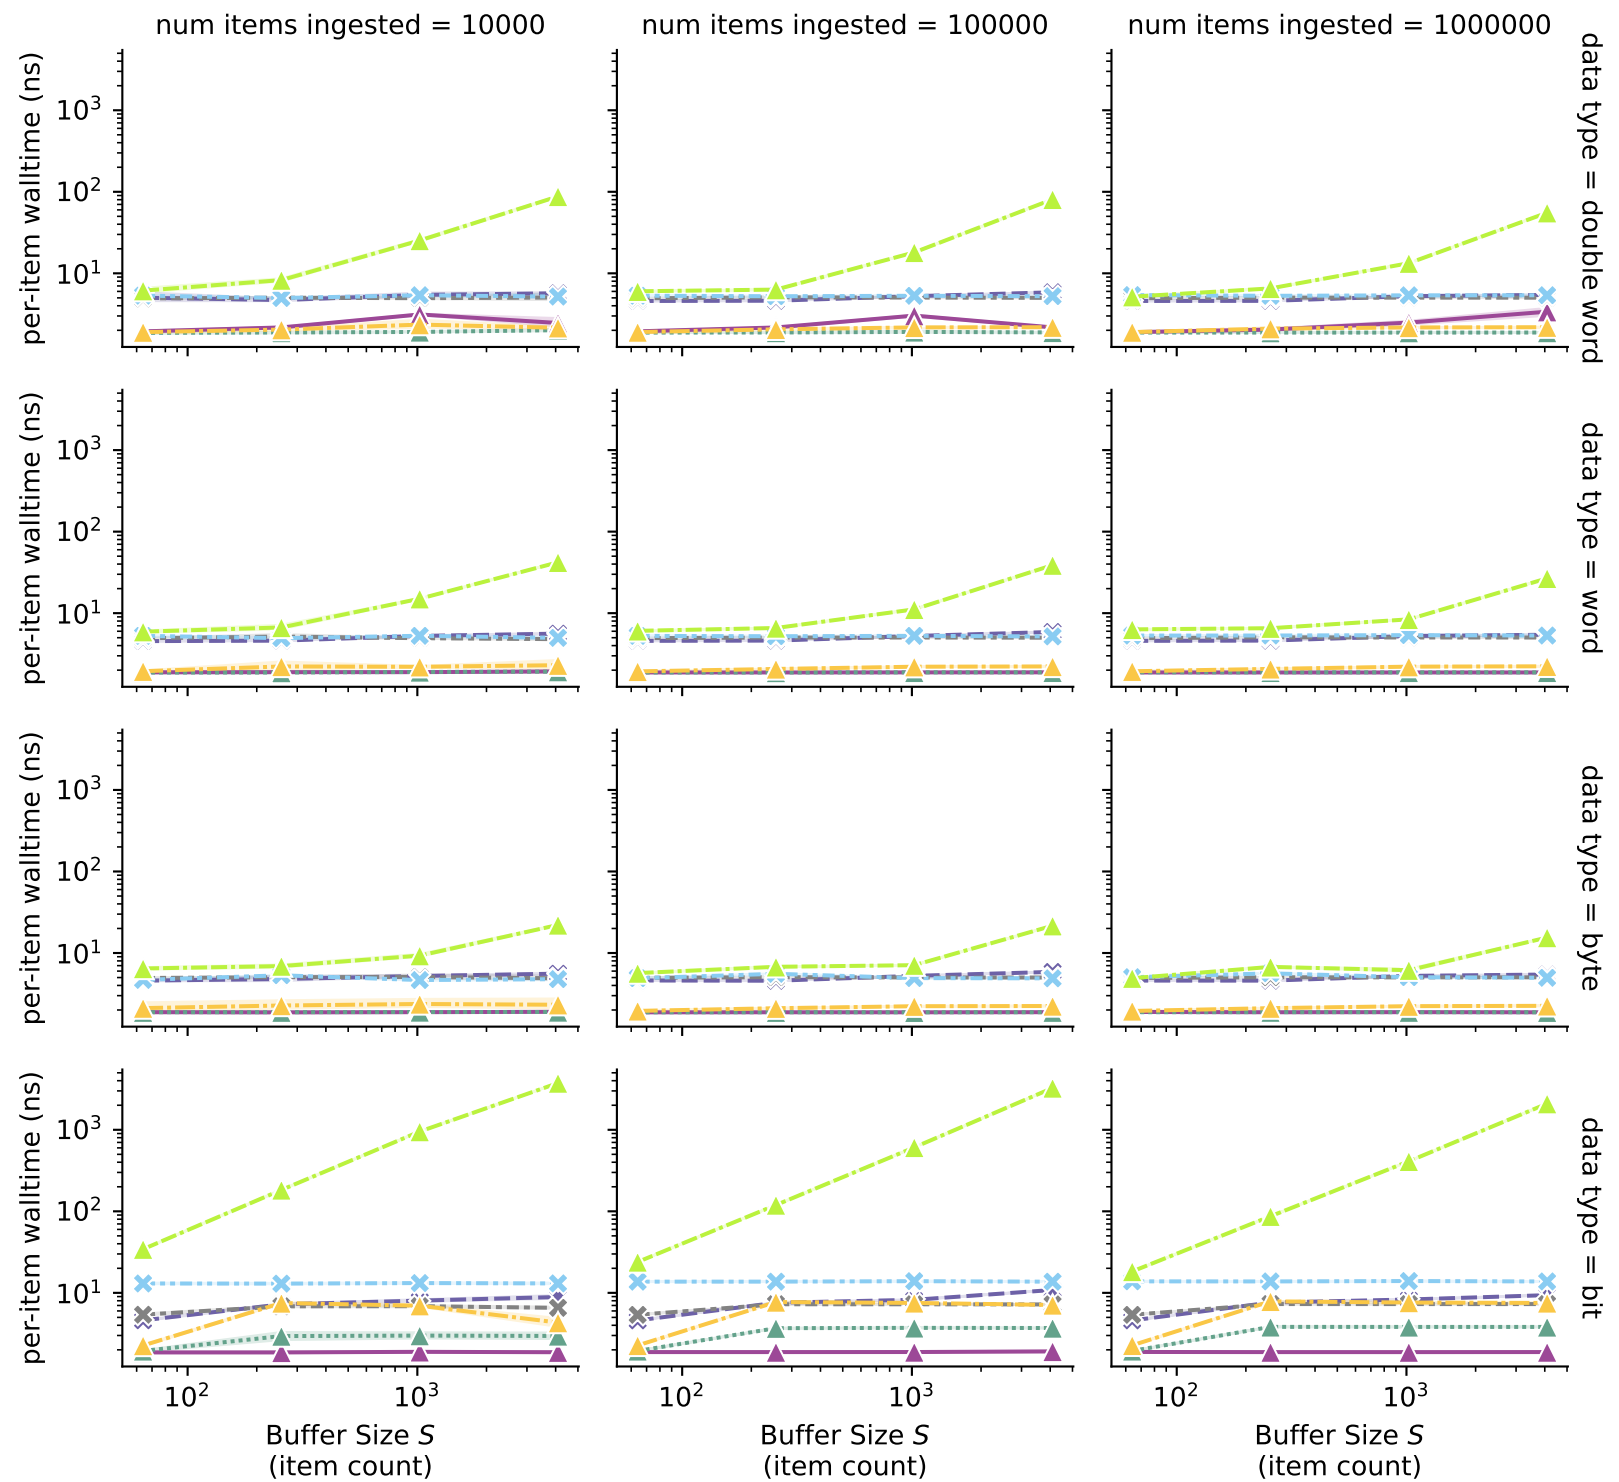 num items ingested = 10000
num items ingested = 100000
num items ingested = 1000000
per-item walltime (ns)
10³
10²
10¹
data type = double word
per-item walltime (ns)
10³
10²
10¹
data type = word
per-item walltime (ns)
10³
10²
10¹
data type = byte
per-item walltime (ns)
10³
10²
10¹
data type = bit
10² 10³ 10² 10³ 10² 10³
Buffer Size S
(item count)
Buffer Size S
(item count)
Buffer Size S
(item count)